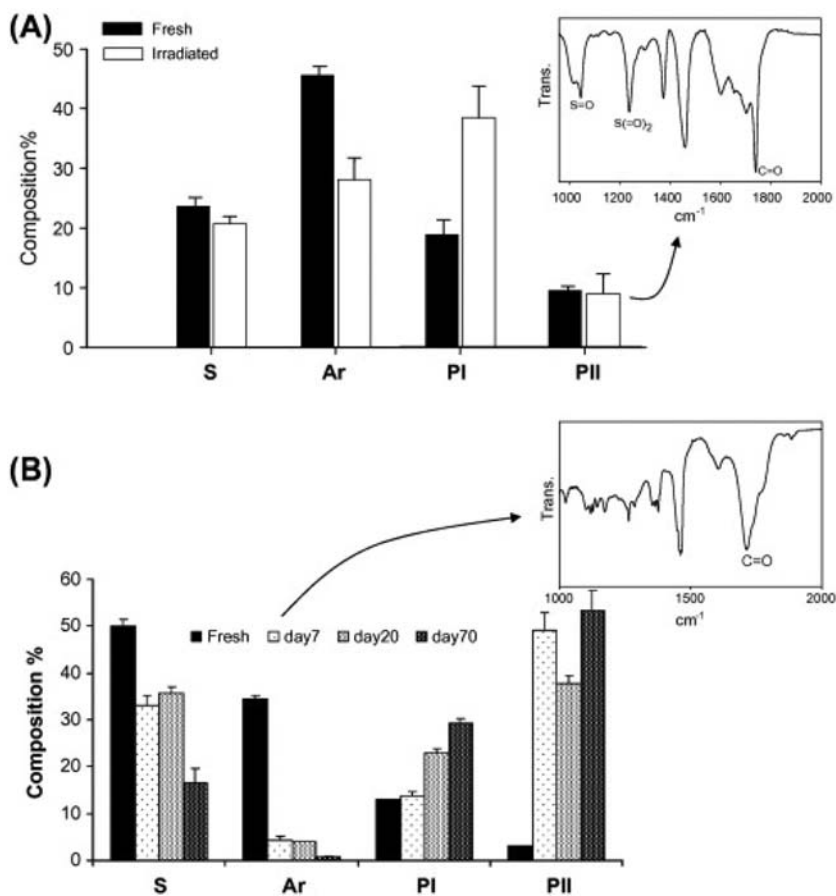 (A)
Fresh
Irradiated
Composition%
50
40
30
20
10
0
S Ar PI PII
Trans.
S=O
S(=O)2
C=O
1000 1200 1400 1600 1800 2000
cm-1
(B)
Composition %
60
50
40
30
20
10
0
Fresh day7 day20 day70
S Ar PI PII
Trans.
C=O
1000 1500 2000
cm-1